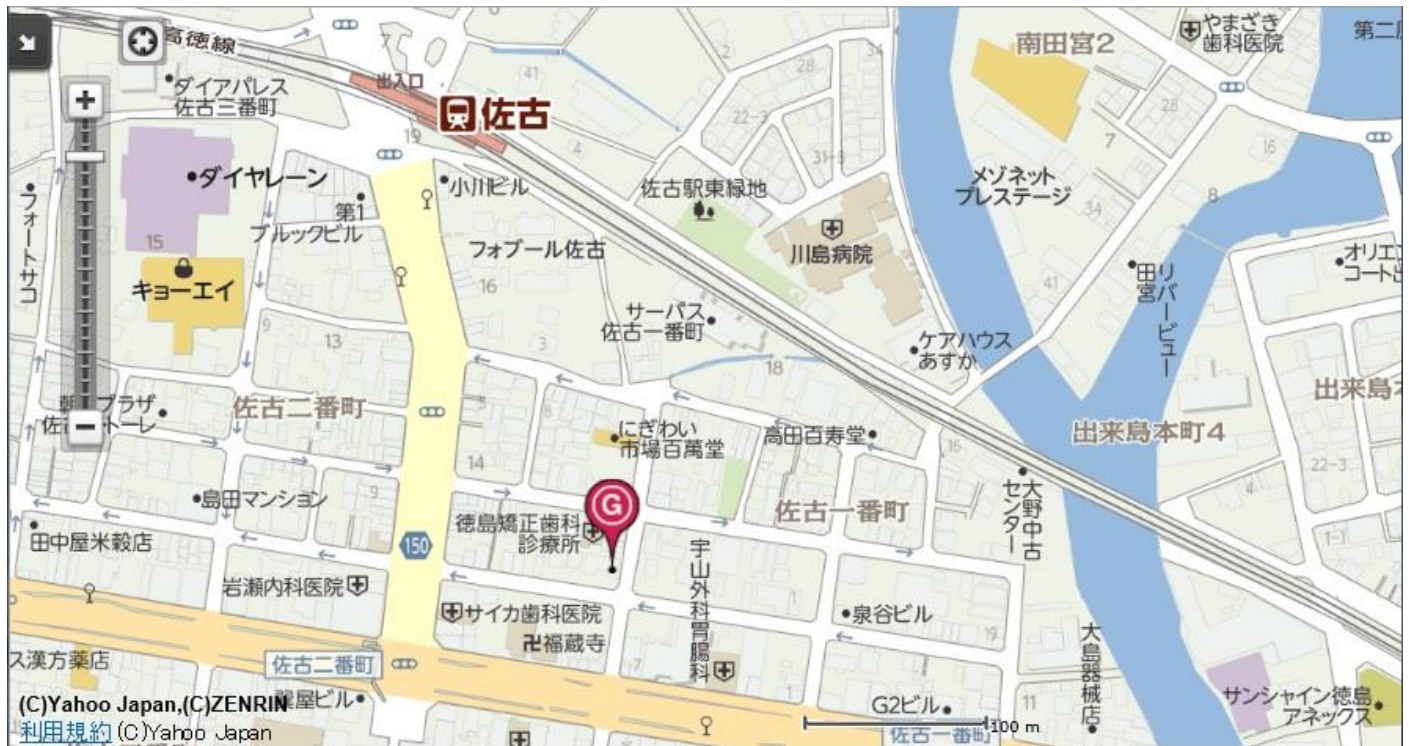 高徳線
7
6
やまざき
歯科医院
南田宮2
ダイアパレス
佐古三番町
出入口
佐古
41
2
28
34
22-3
31-5
28
7
16
19
4
ダイヤレーン
第1
ブルックビル
小川ビル
佐古駅東緑地
メゾネット
プレステージ
8
34
フォートサコ
15
キョーエイ
フォブール佐古
川島病院
41
リバービュー
田宮
16
サーパス
佐古一番町
ケアハウス
あすか
9
13
3
18
佐古二番町
5
8
にぎわい
市場百萬堂
高田百寿堂
出来島本町4
16
22-3
14
島田マンション
9
G
佐古一番町
大野中古
センター
4
田中屋米穀店
150
徳島矯正歯科
診療所
宇山外科胃腸科
1-1
岩瀬内科医院
サイカ歯科医院
1
泉谷ビル
卍福蔵寺
19
大島器械店
ス漢方薬店
佐古二番町
7
11
サンシャイン徳島
アネックス
(C)Yahoo Japan,(C)ZENRIN
利用規約 (C)Yahoo Japan
G2ビル
100 m
佐古一番町